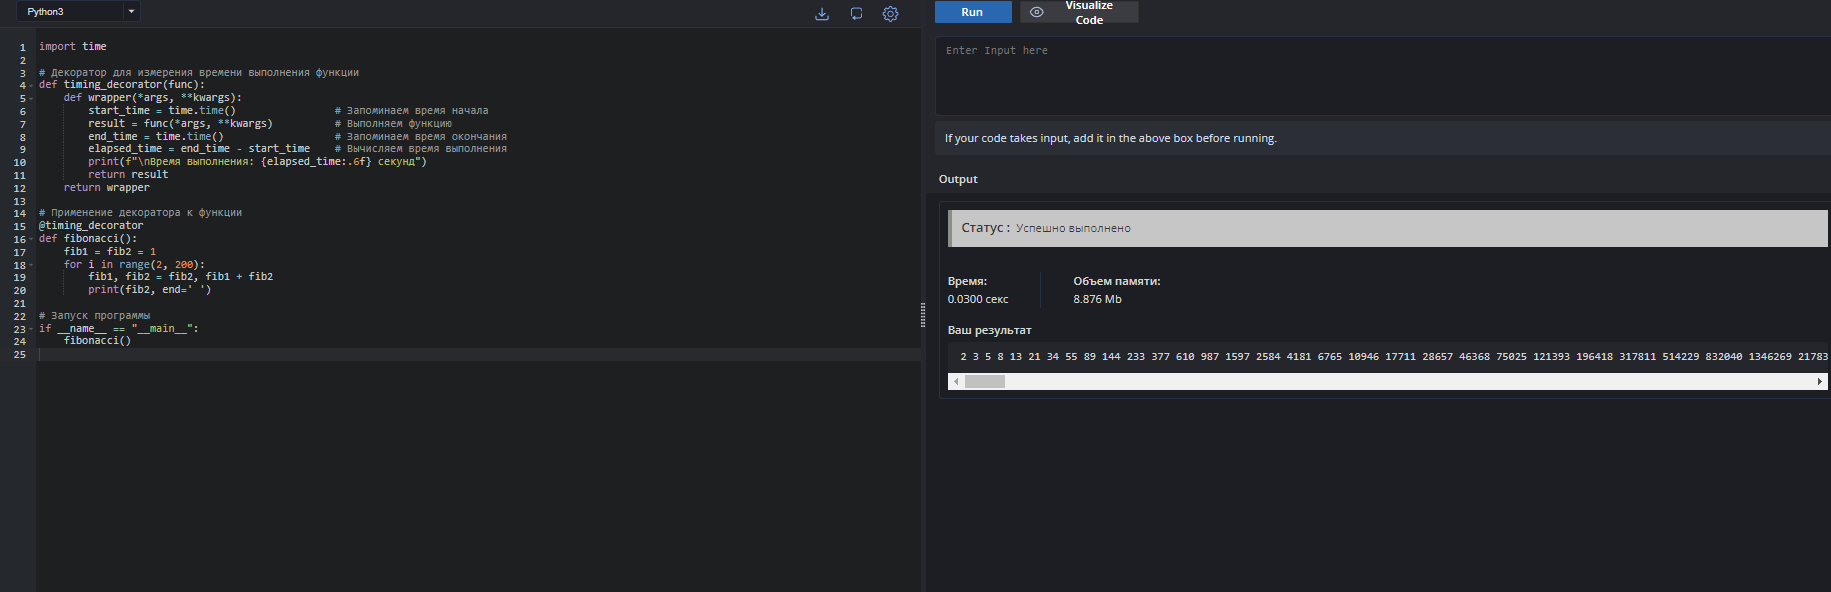 Python3
1 import time
2
3 # Декоратор для измерения времени выполнения функции
4 def timing_decorator(func):
5     def wrapper(*args, **kwargs):
6         start_time = time.time()                # Запоминаем время начала
7         result = func(*args, **kwargs)          # Выполняем функцию
8         end_time = time.time()                  # Запоминаем время окончания
9         elapsed_time = end_time - start_time    # Вычисляем время выполнения
10         print(f"\nВремя выполнения: {elapsed_time:.6f} секунд")
11         return result
12     return wrapper
13
14 # Применение декоратора к функции
15 @timing_decorator
16 def fibonacci():
17     fib1 = fib2 = 1
18     for i in range(2, 200):
19         fib1, fib2 = fib2, fib1 + fib2
20         print(fib2, end=' ')
21
22 # Запуск программы
23 if __name__ == "__main__":
24     fibonacci()
25
Run
Visualize
Code
Enter Input here
If your code takes input, add it in the above box before running.
Output
Статус : Успешно выполнено
Время:
0.0300 секс
Объем памяти:
8.876 Mb
Ваш результат
2 3 5 8 13 21 34 55 89 144 233 377 610 987 1597 2584 4181 6765 10946 17711 28657 46368 75025 121393 196418 317811 514229 832040 1346269 21783